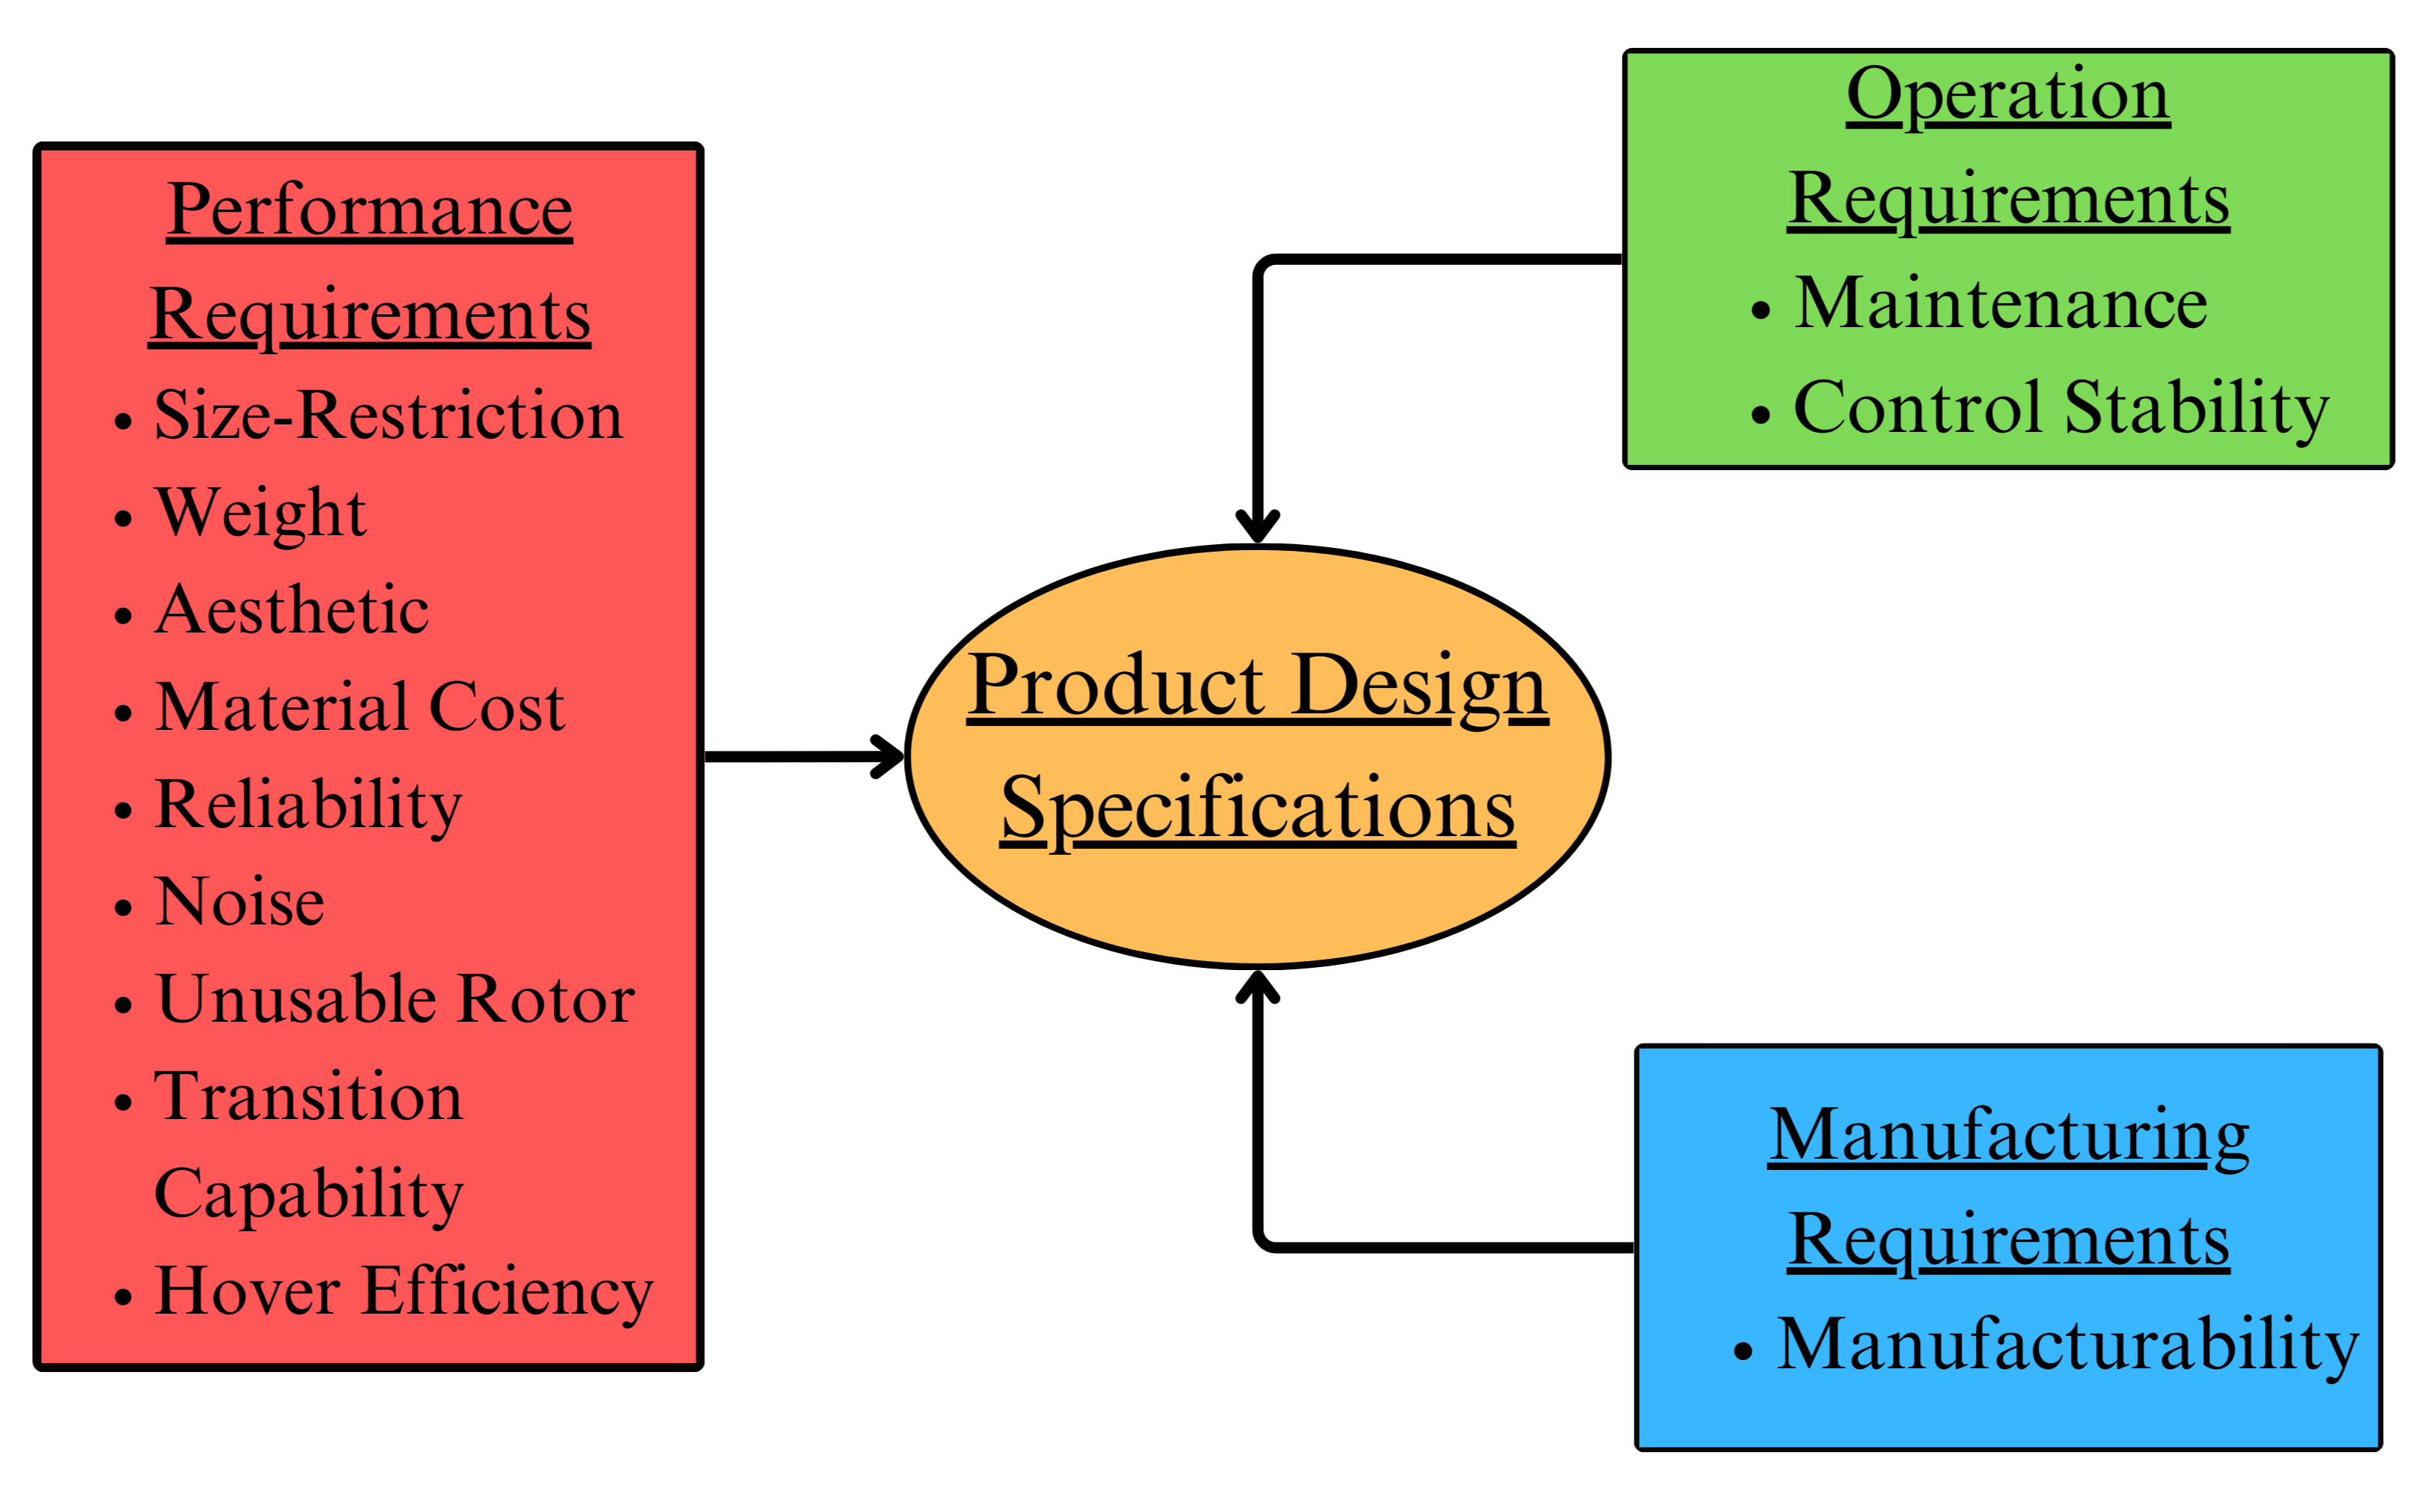 Performance
Requirements
• Size-Restriction
• Weight
• Aesthetic
• Material Cost
• Reliability
• Noise
• Unusable Rotor
• Transition
Capability
• Hover Efficiency
Product Design
Specifications
Operation
Requirements
• Maintenance
• Control Stability
Manufacturing
Requirements
• Manufacturability